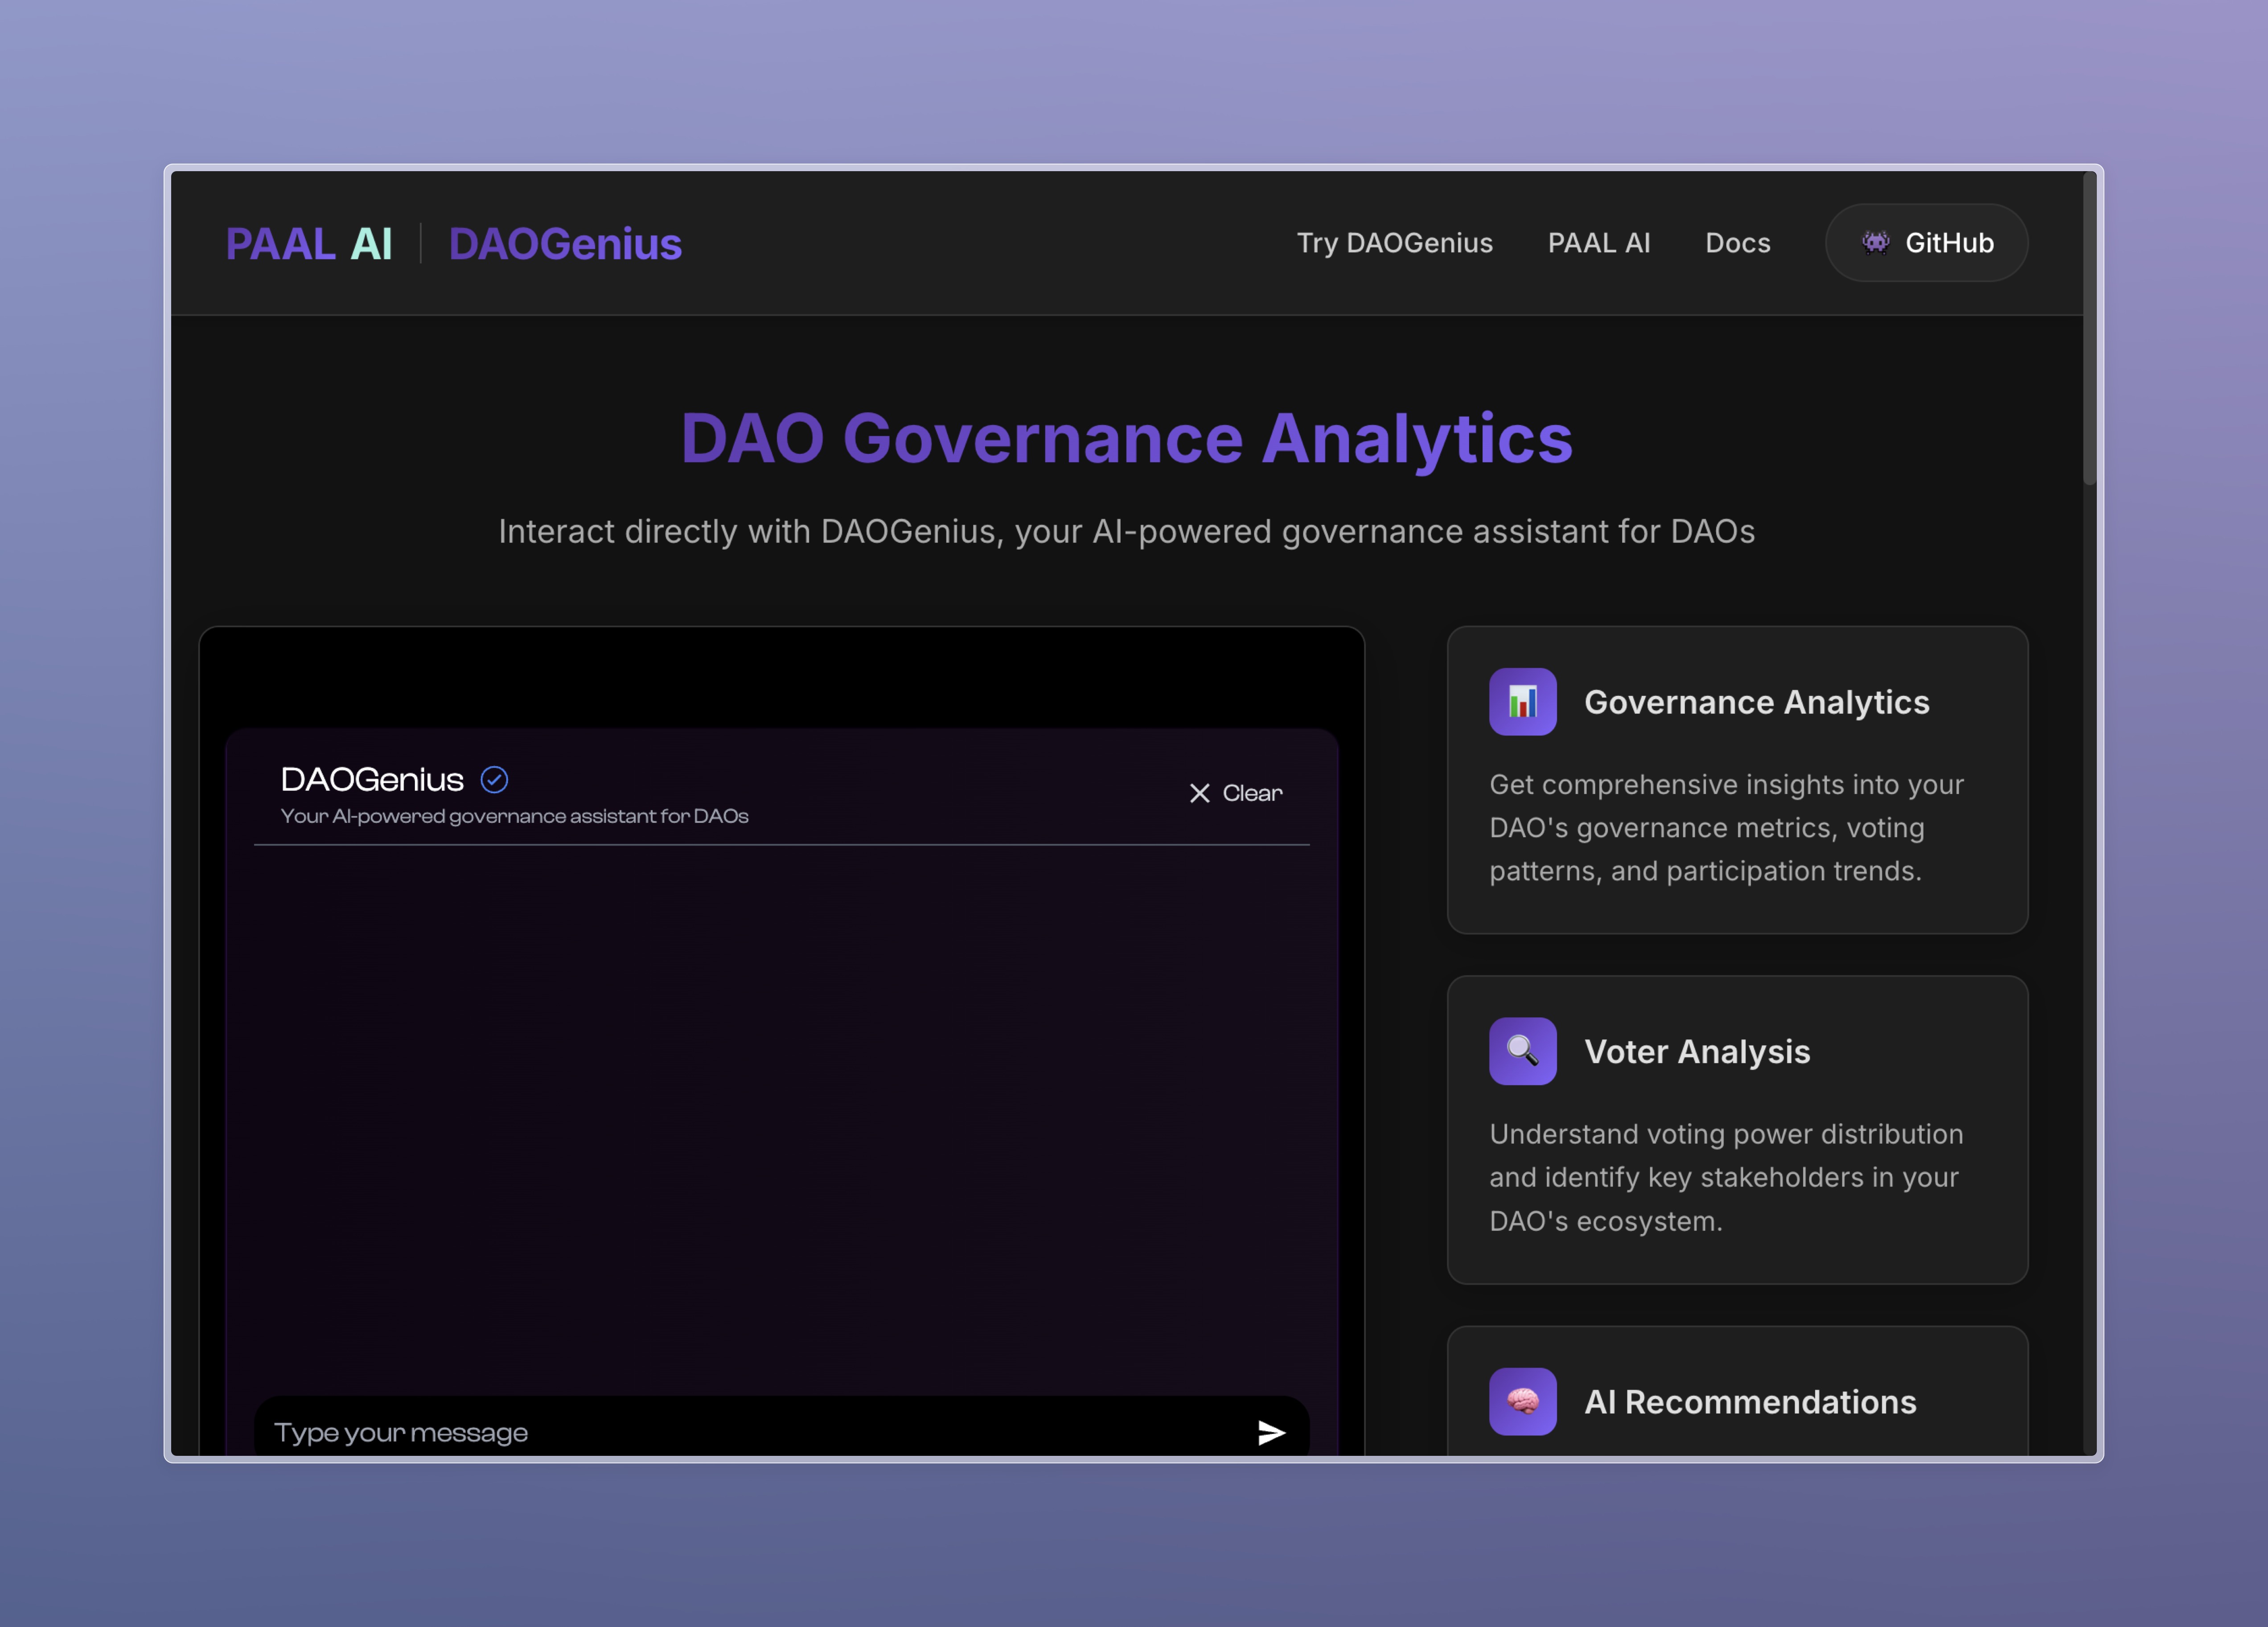 PAAL AI | DAOGenius
Try DAOGenius
PAAL AI
Docs
GitHub
DAO Governance Analytics
Interact directly with DAOGenius, your AI-powered governance assistant for DAOs
DAOGenius
Your AI-powered governance assistant for DAOs
Clear
Type your message
Governance Analytics
Get comprehensive insights into your
DAO's governance metrics, voting
patterns, and participation trends.
Voter Analysis
Understand voting power distribution
and identify key stakeholders in your
DAO's ecosystem.
AI Recommendations